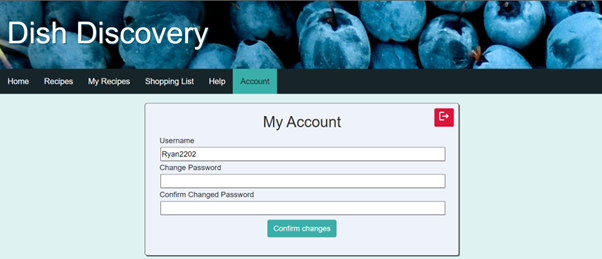 Dish Discovery
Home Recipes My Recipes Shopping List Help Account
My Account
Username
Ryan2202
Change Password
Confirm Changed Password
Confirm changes